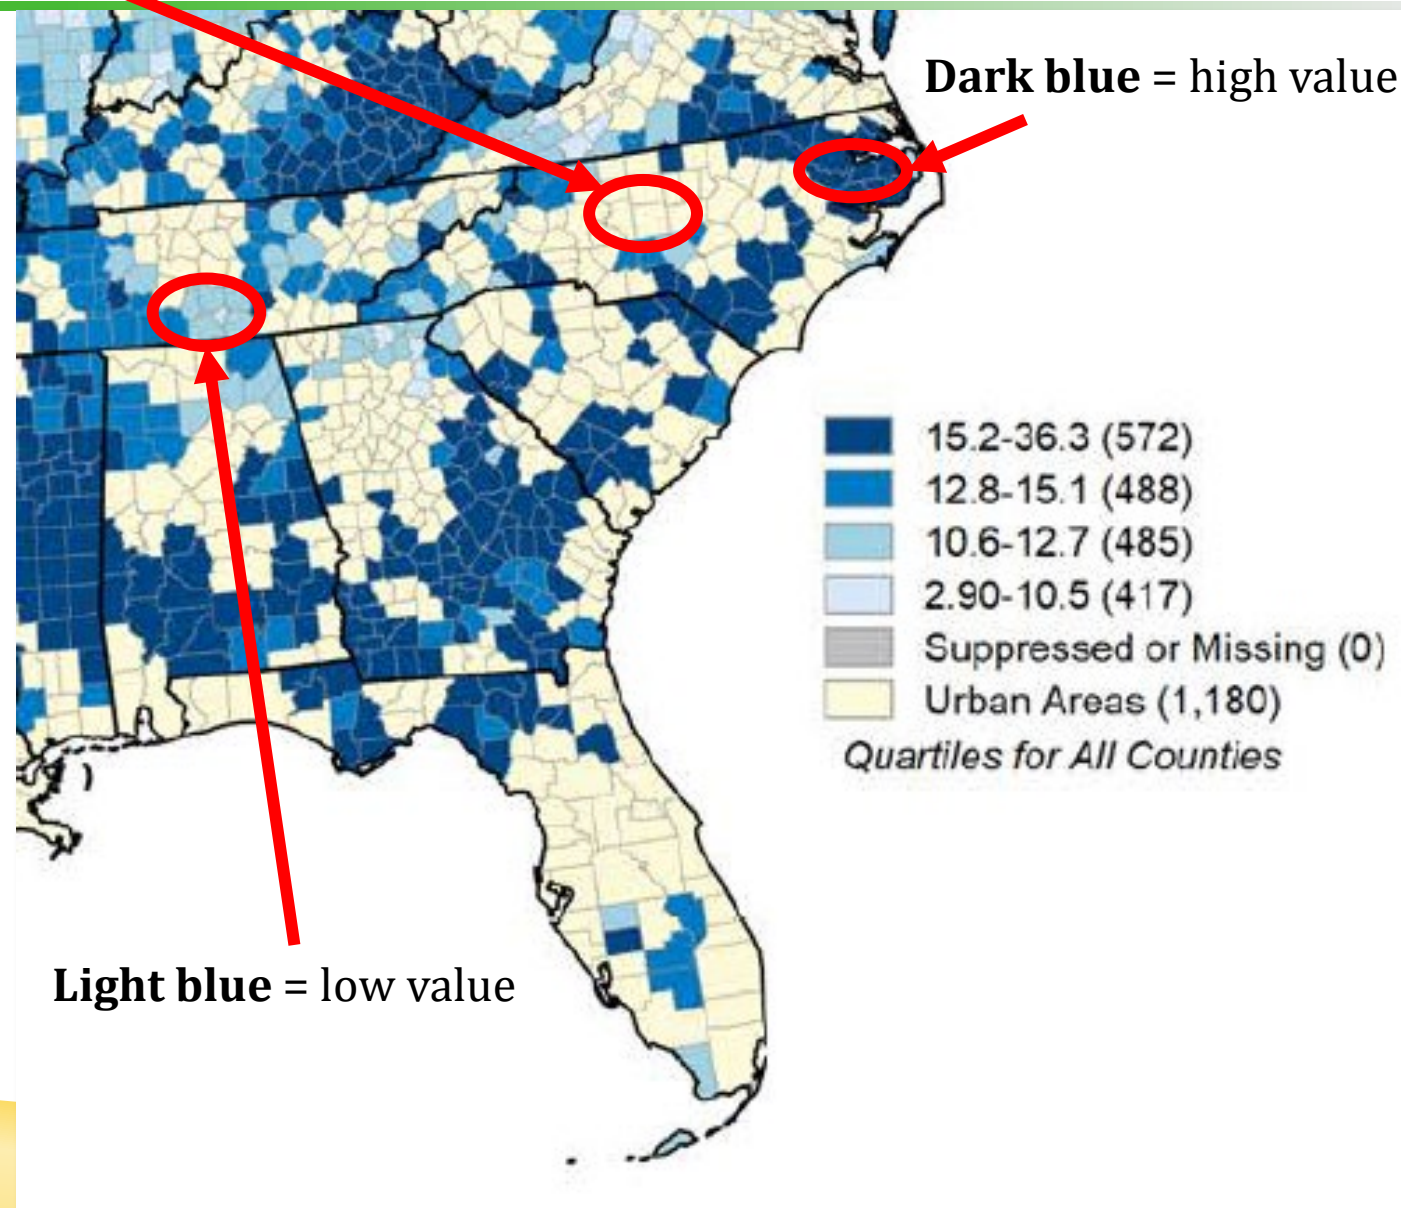 Dark blue = high value
15.2-36.3 (572)
12.8-15.1 (488)
10.6-12.7 (485)
2.90-10.5 (417)
Suppressed or Missing (0)
Urban Areas (1,180)
Quartiles for All Counties
Light blue = low value